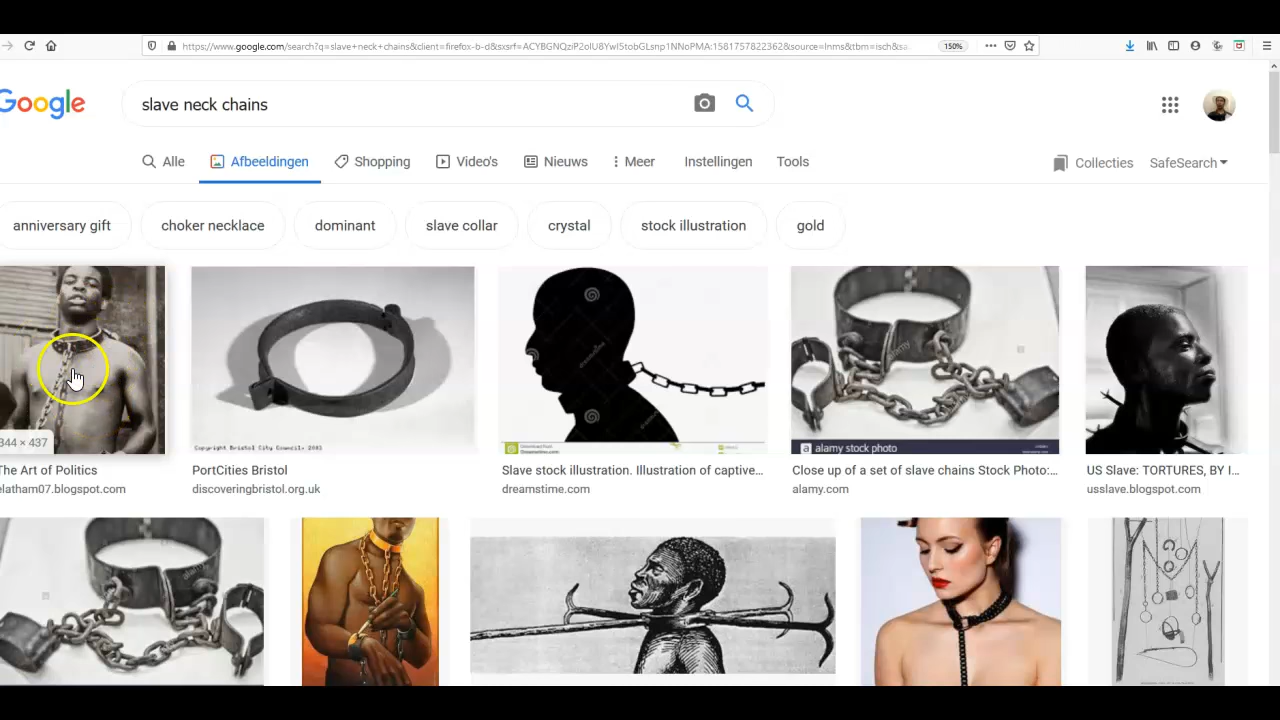 https://www.google.com/search?q=slave+neck+chains&client=firefox-b-d&sxsrf=ACYBGNQziP2olU8YwI5tobGLsnp1NNoPMA:1581757822362&source=lnms&tbm=isch&sa...
150%
Google
slave neck chains
Alle
Afbeeldingen
Shopping
Video's
Nieuws
Meer
Instellingen
Tools
Collecties
SafeSearch
anniversary gift
choker necklace
dominant
slave collar
crystal
stock illustration
gold
344 × 437
Copyright Bristol City Council, 2001
alamy
a alamy stock photo
The Art of Politics
elatham07.blogspot.com
PortCities Bristol
discoveringbristol.org.uk
Slave stock illustration. Illustration of captive...
dreamstime.com
Close up of a set of slave chains Stock Photo:...
alamy.com
US Slave: TORTURES, BY I...
usslave.blogspot.com